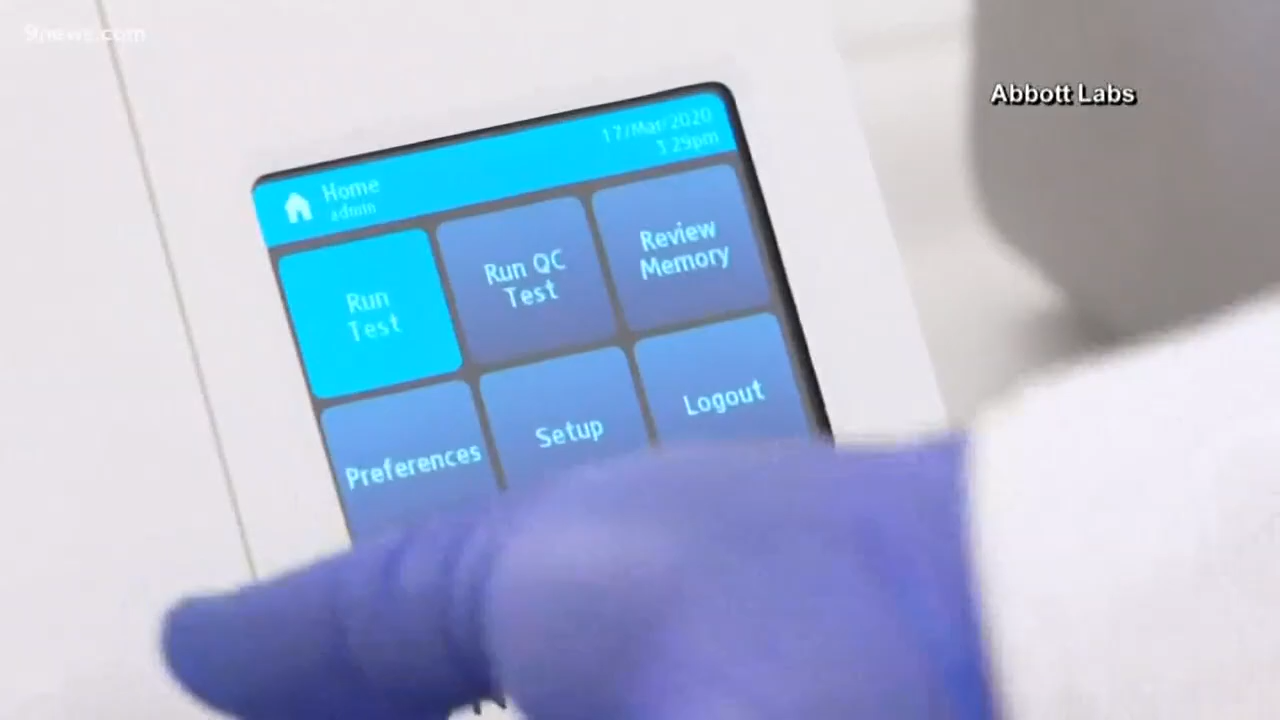 9news.com
Abbott Labs
17/Mar/2020
3:29pm
Home
admin
Run
Test
Run QC
Test
Review
Memory
Preferences
Setup
Logout